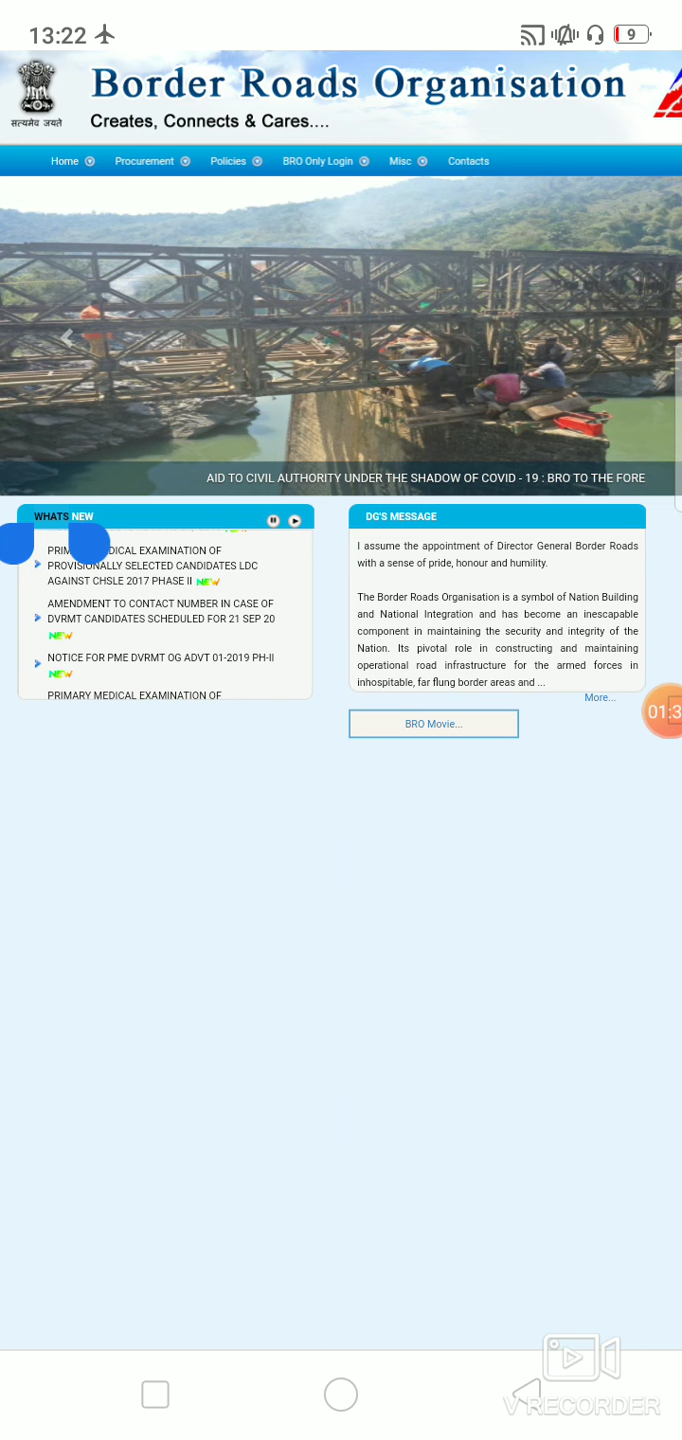 13:22
9
Border Roads Organisation
सत्यमेव जयते
Creates, Connects & Cares....
Home Procurement Policies BRO Only Login Misc Contacts
AID TO CIVIL AUTHORITY UNDER THE SHADOW OF COVID - 19 : BRO TO THE FORE
WHATS NEW
DICAL EXAMINATION OF
PROVISIONALLY SELECTED CANDIDATES LDC
AGAINST CHSLE 2017 PHASE II NEW
AMENDMENT TO CONTACT NUMBER IN CASE OF
DVRMT CANDIDATES SCHEDULED FOR 21 SEP 20
NEW
NOTICE FOR PME DVRMT OG ADVT 01-2019 PH-II
NEW
PRIMARY MEDICAL EXAMINATION OF
DG'S MESSAGE
I assume the appointment of Director General Border Roads
with a sense of pride, honour and humility.
The Border Roads Organisation is a symbol of Nation Building
and National Integration and has become an inescapable
component in maintaining the security and integrity of the
Nation. Its pivotal role in constructing and maintaining
operational road infrastructure for the armed forces in
inhospitable, far flung border areas and ...
More...
BRO Movie...
01:3
V RECORDER